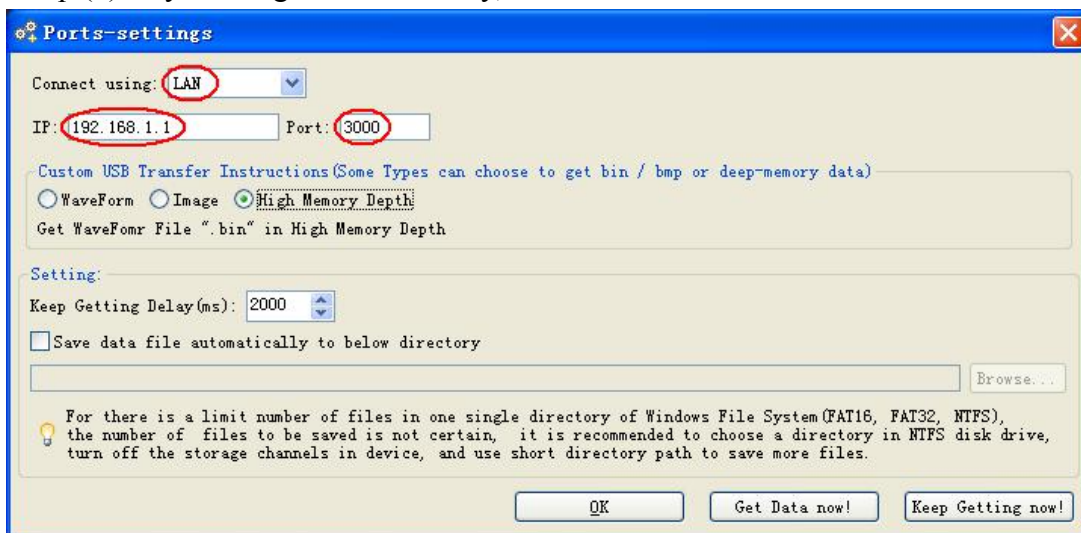 Ports-settings
Connect using: LAN
IP: 192.168.1.1 Port: 3000
Custom USB Transfer Instructions(Some Types can choose to get bin / bmp or deep-memory data)
WaveForm Image High Memory Depth
Get WaveFomr File ".bin" in High Memory Depth
Setting:
Keep Getting Delay(ms): 2000
Save data file automatically to below directory
Browse...
For there is a limit number of files in one single directory of Windows File System(FAT16, FAT32, NTFS),
the number of files to be saved is not certain, it is recommended to choose a directory in NTFS disk drive,
turn off the storage channels in device, and use short directory path to save more files.
OK Get Data now! Keep Getting now!